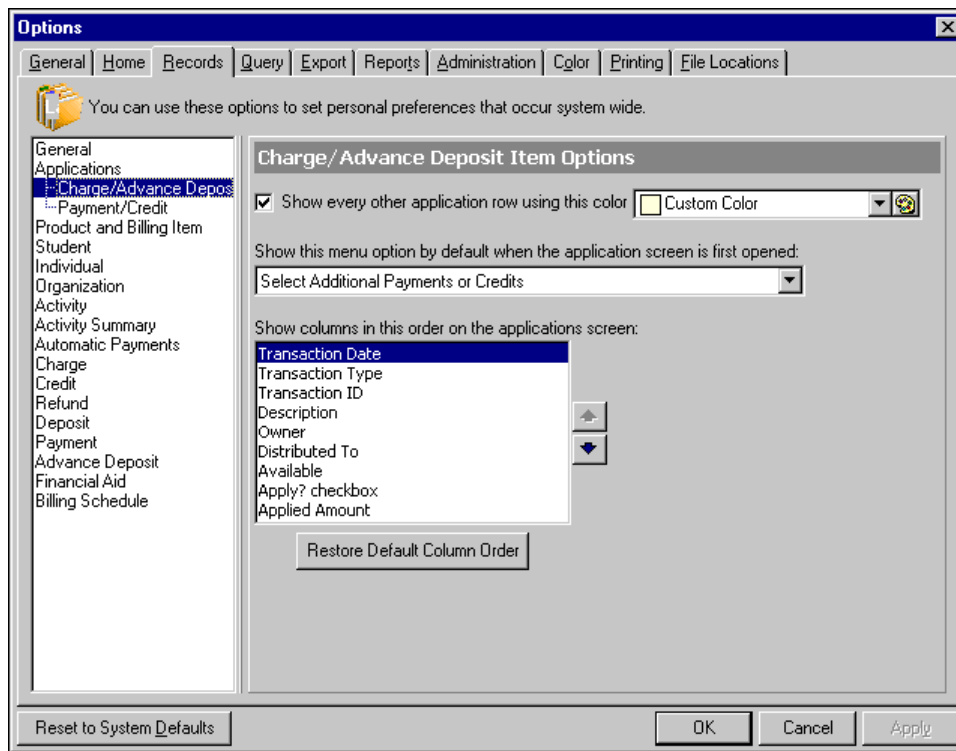 Options
General Home Records Query Export Reports Administration Color Printing File Locations
You can use these options to set personal preferences that occur system wide.
General
Applications
Charge/Advance Depos
Payment/Credit
Product and Billing Item
Student
Individual
Organization
Activity
Activity Summary
Automatic Payments
Charge
Credit
Refund
Deposit
Payment
Advance Deposit
Financial Aid
Billing Schedule
Charge/Advance Deposit Item Options
Show every other application row using this color Custom Color
Show this menu option by default when the application screen is first opened:
Select Additional Payments or Credits
Show columns in this order on the applications screen:
Transaction Date
Transaction Type
Transaction ID
Description
Owner
Distributed To
Available
Apply? checkbox
Applied Amount
Restore Default Column Order
Reset to System Defaults OK Cancel Apply